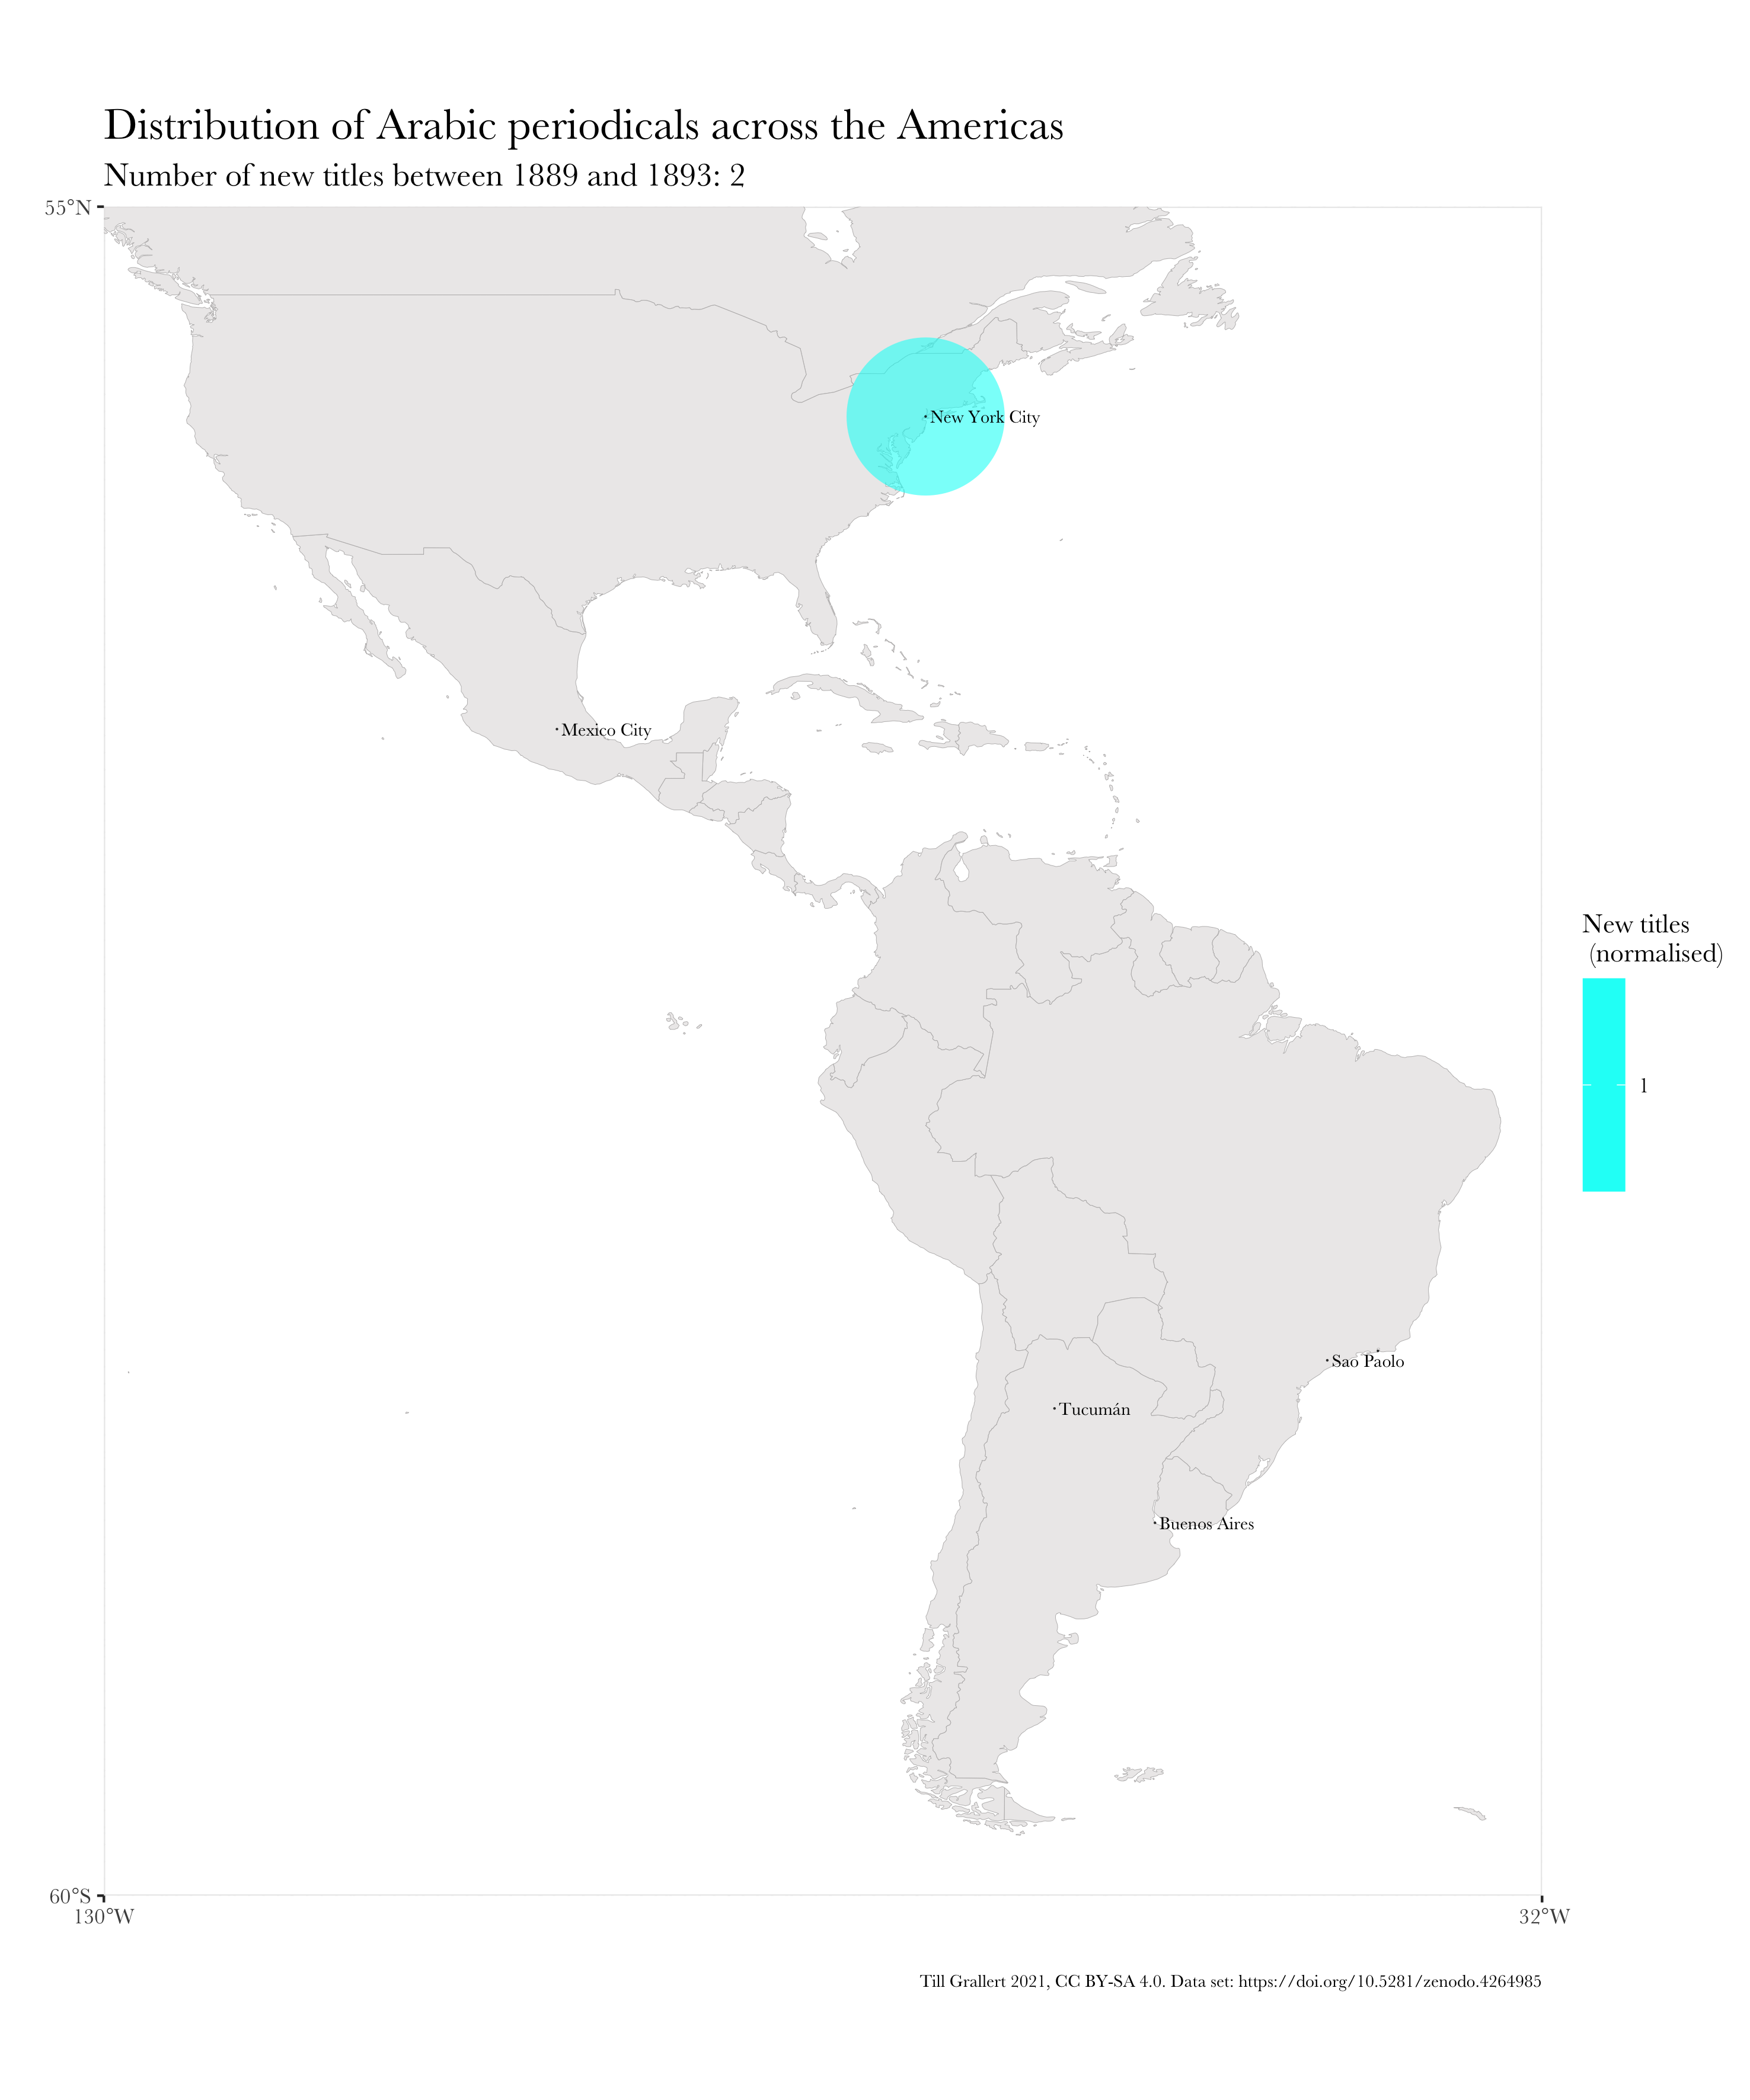 Distribution of Arabic periodicals across the Americas
Number of new titles between 1889 and 1893: 2
55°N
New York City
Mexico City
New titles
(normalised)
1
Sao Paolo
Tucumán
Buenos Aires
60°S
130°W
32°W
Till Grallert 2021, CC BY-SA 4.0. Data set: https://doi.org/10.5281/zenodo.4264985